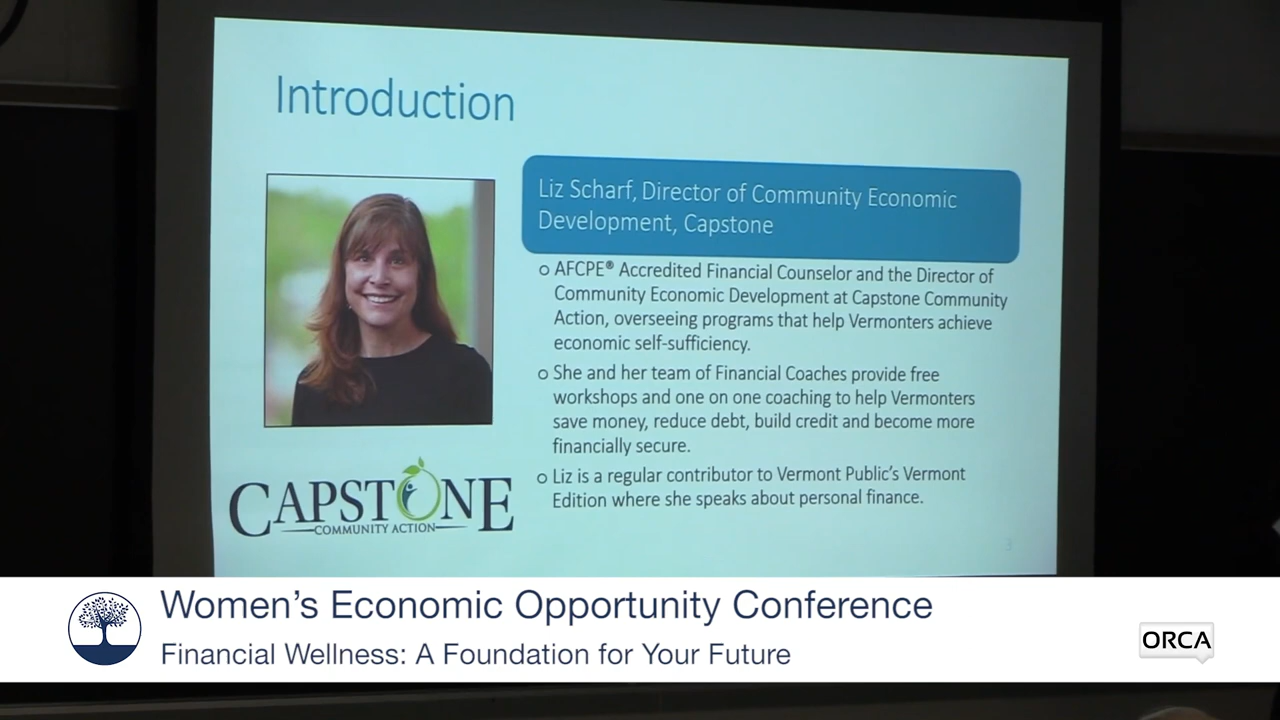 Introduction
Liz Scharf, Director of Community Economic
Development, Capstone
o AFCPE® Accredited Financial Counselor and the Director of
Community Economic Development at Capstone Community
Action, overseeing programs that help Vermonters achieve
economic self-sufficiency.
o She and her team of Financial Coaches provide free
workshops and one on one coaching to help Vermonters
save money, reduce debt, build credit and become more
financially secure.
o Liz is a regular contributor to Vermont Public's Vermont
Edition where she speaks about personal finance.
CAPSTONE
COMMUNITY ACTION
3
Women's Economic Opportunity Conference
Financial Wellness: A Foundation for Your Future
ORCA